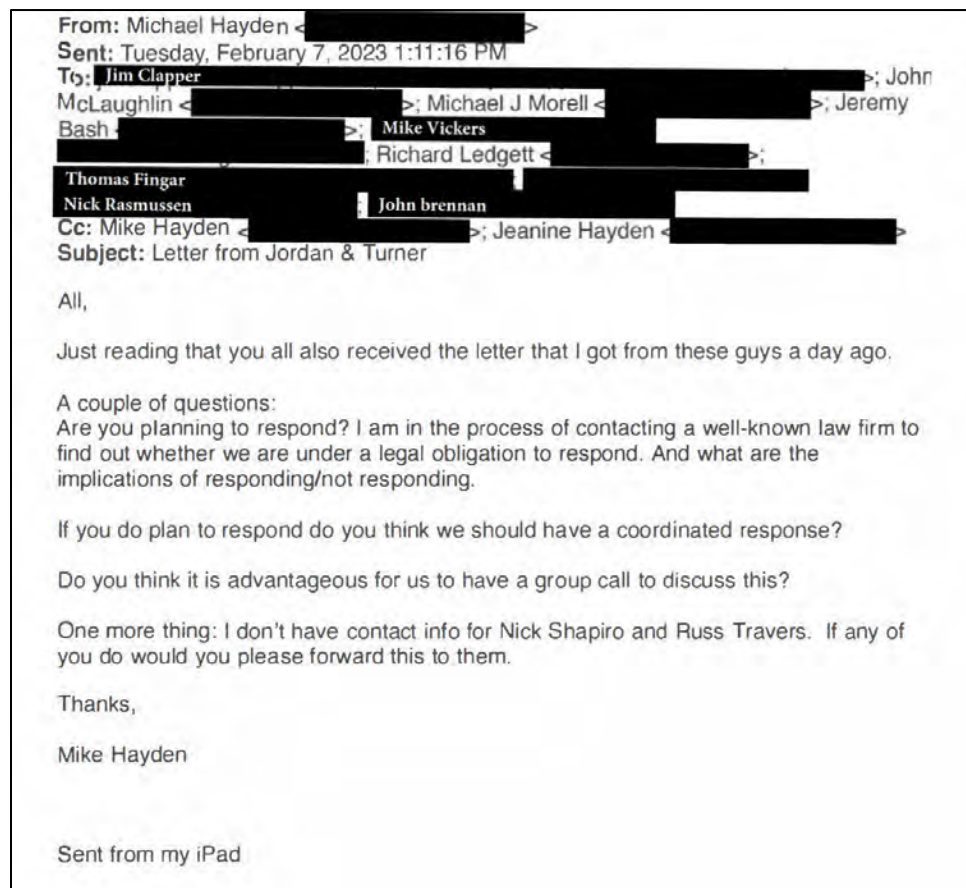 From: Michael Hayden < >
Sent: Tuesday, February 7, 2023 1:11:16 PM
To: Jim Clapper >; John
McLaughlin < >; Michael J Morell < >; Jeremy
Bash < >; Mike Vickers
; Richard Ledgett < >;
Thomas Fingar ;
Nick Rasmussen ; John brennan
Cc: Mike Hayden < >; Jeanine Hayden < >
Subject: Letter from Jordan & Turner
All,
Just reading that you all also received the letter that I got from these guys a day ago.
A couple of questions:
Are you planning to respond? I am in the process of contacting a well-known law firm to
find out whether we are under a legal obligation to respond. And what are the
implications of responding/not responding.
If you do plan to respond do you think we should have a coordinated response?
Do you think it is advantageous for us to have a group call to discuss this?
One more thing: I don't have contact info for Nick Shapiro and Russ Travers. If any of
you do would you please forward this to them.
Thanks,
Mike Hayden
Sent from my iPad